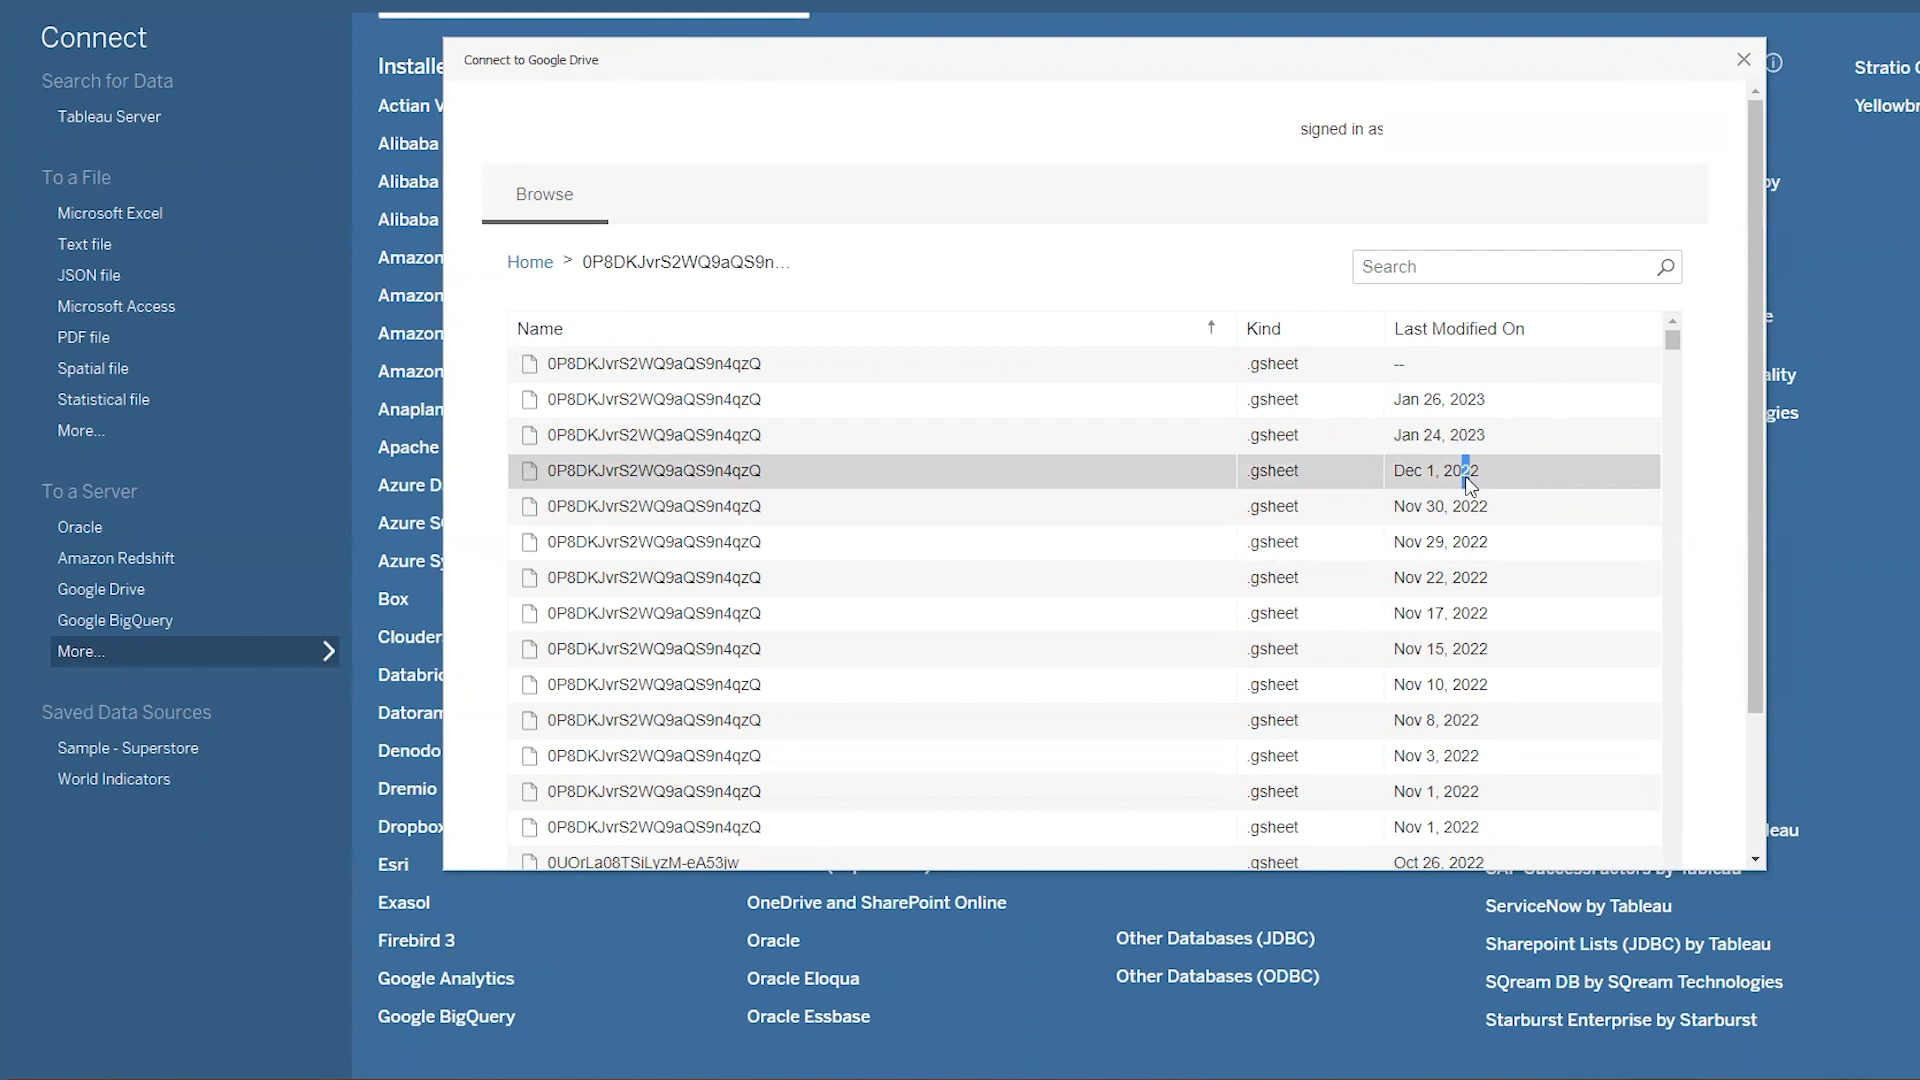 Connect
Search for Data
Tableau Server
To a File
Microsoft Excel
Text file
JSON file
Microsoft Access
PDF file
Spatial file
Statistical file
More...
To a Server
Oracle
Amazon Redshift
Google Drive
Google BigQuery
More...
Saved Data Sources
Sample - Superstore
World Indicators
Installe
Actian V
Alibaba
Alibaba
Alibaba
Amazon
Amazon
Amazon
Amazon
Anaplan
Apache
Azure D
Azure S
Azure Sy
Box
Clouder
Databric
Datoram
Denodo
Dremio
Dropbox
Esri
Exasol
Firebird 3
Google Analytics
Google BigQuery
Connect to Google Drive
signed in as
Browse
Home > 0P8DKJvrS2WQ9aQS9n...
Search
Name Kind Last Modified On
0P8DKJvrS2WQ9aQS9n4qzQ .gsheet --
0P8DKJvrS2WQ9aQS9n4qzQ .gsheet Jan 26, 2023
0P8DKJvrS2WQ9aQS9n4qzQ .gsheet Jan 24, 2023
0P8DKJvrS2WQ9aQS9n4qzQ .gsheet Dec 1, 2022
0P8DKJvrS2WQ9aQS9n4qzQ .gsheet Nov 30, 2022
0P8DKJvrS2WQ9aQS9n4qzQ .gsheet Nov 29, 2022
0P8DKJvrS2WQ9aQS9n4qzQ .gsheet Nov 22, 2022
0P8DKJvrS2WQ9aQS9n4qzQ .gsheet Nov 17, 2022
0P8DKJvrS2WQ9aQS9n4qzQ .gsheet Nov 15, 2022
0P8DKJvrS2WQ9aQS9n4qzQ .gsheet Nov 10, 2022
0P8DKJvrS2WQ9aQS9n4qzQ .gsheet Nov 8, 2022
0P8DKJvrS2WQ9aQS9n4qzQ .gsheet Nov 3, 2022
0P8DKJvrS2WQ9aQS9n4qzQ .gsheet Nov 1, 2022
0P8DKJvrS2WQ9aQS9n4qzQ .gsheet Nov 1, 2022
0UOrLa08TSiLyzM-eA53jw .gsheet Oct 26, 2022
OneDrive and SharePoint Online
Oracle
Oracle Eloqua
Oracle Essbase
Other Databases (JDBC)
Other Databases (ODBC)
by
e
ality
gies
leau
SAP SuccessFactors by Tableau
ServiceNow by Tableau
Sharepoint Lists (JDBC) by Tableau
SQream DB by SQream Technologies
Starburst Enterprise by Starburst
Stratio
Yellowbr